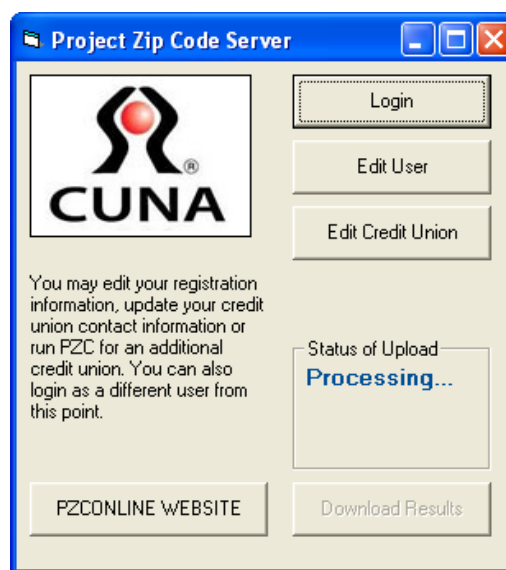 Project Zip Code Server
Login
CUNA
®
Edit User
Edit Credit Union
You may edit your registration
information, update your credit
union contact information or
run PZC for an additional
credit union. You can also
login as a different user from
this point.
Status of Upload
Processing...
PZCONLINE WEBSITE
Download Results